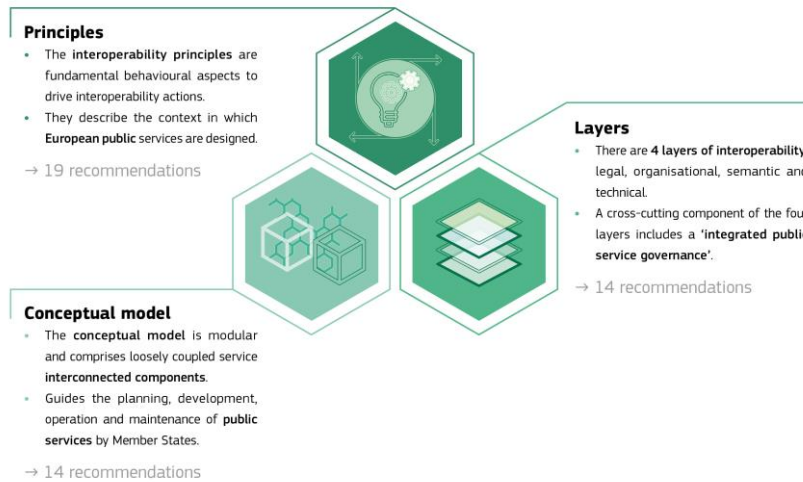 Principles
• The interoperability principles are
fundamental behavioural aspects to
drive interoperability actions.
• They describe the context in which
European public services are designed.
→ 19 recommendations
Layers
• There are 4 layers of interoperability
legal, organisational, semantic and
technical.
• A cross-cutting component of the fou
layers includes a ‘integrated public
service governance’.
→ 14 recommendations
Conceptual model
• The conceptual model is modular
and comprises loosely coupled service
interconnected components.
• Guides the planning, development,
operation and maintenance of public
services by Member States.
→ 14 recommendations